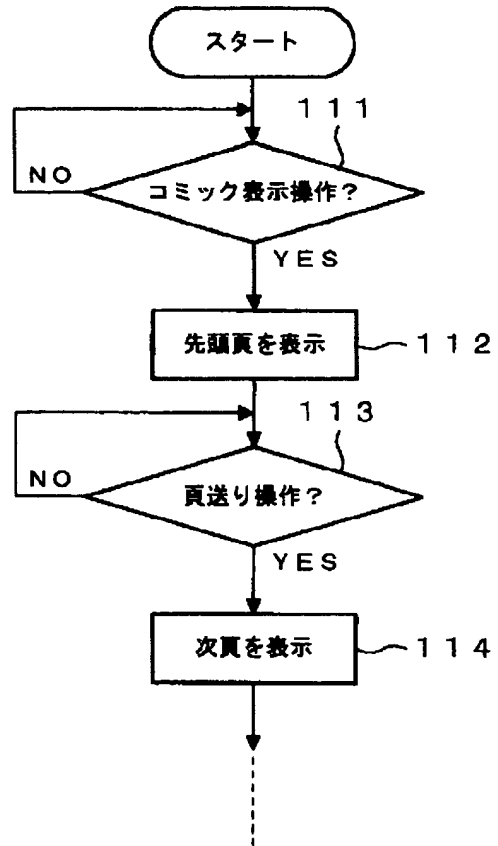 スタート
111
NO
コミック表示操作?
YES
先頭頁を表示
112
113
NO
頁送り操作?
YES
次頁を表示
114